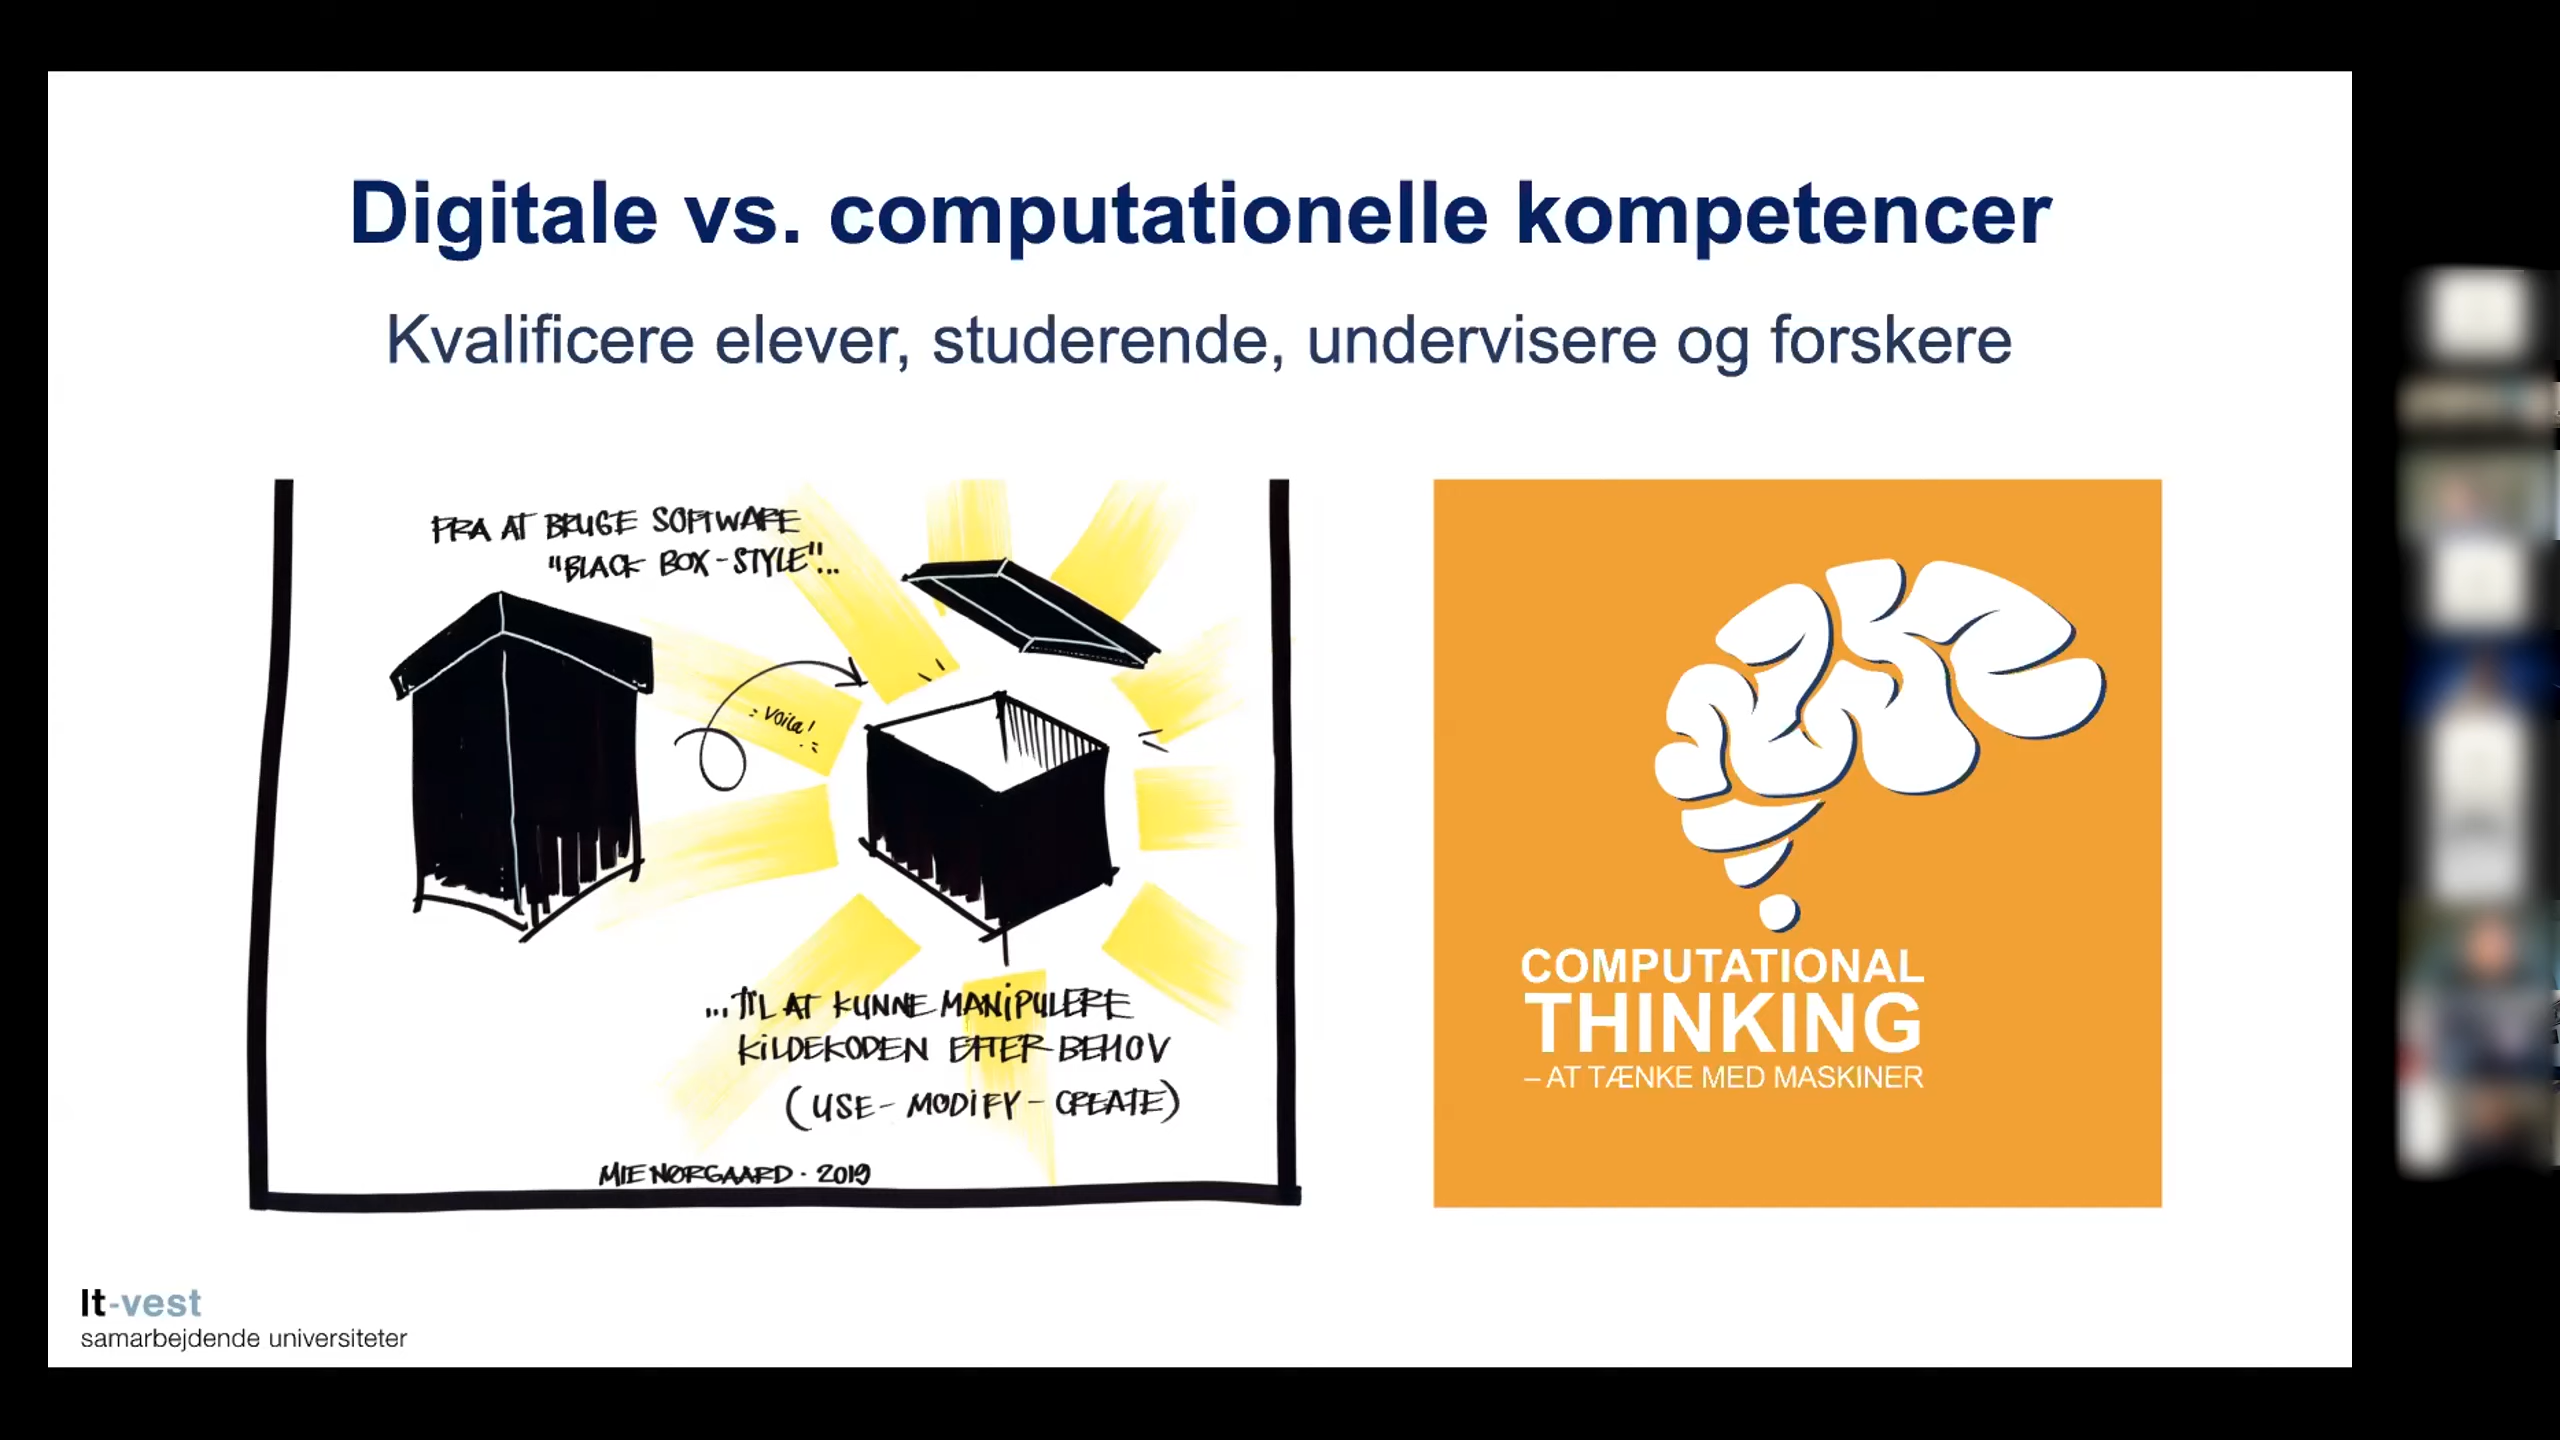 Digitale vs. computationelle kompetencer
Kvalificere elever, studerende, undervisere og forskere
FRA AT BRUGE SOFTWARE
"BLACK BOX-STYLE"...
voila!
...TIL AT KUNNE MANIPULERE
KILDEKODEN EFTER BEHOV
(USE - MODIFY - CREATE)
MIE NØRGAARD · 2019
COMPUTATIONAL
THINKING
– AT TÆNKE MED MASKINER
It-vest
samarbejdende universiteter